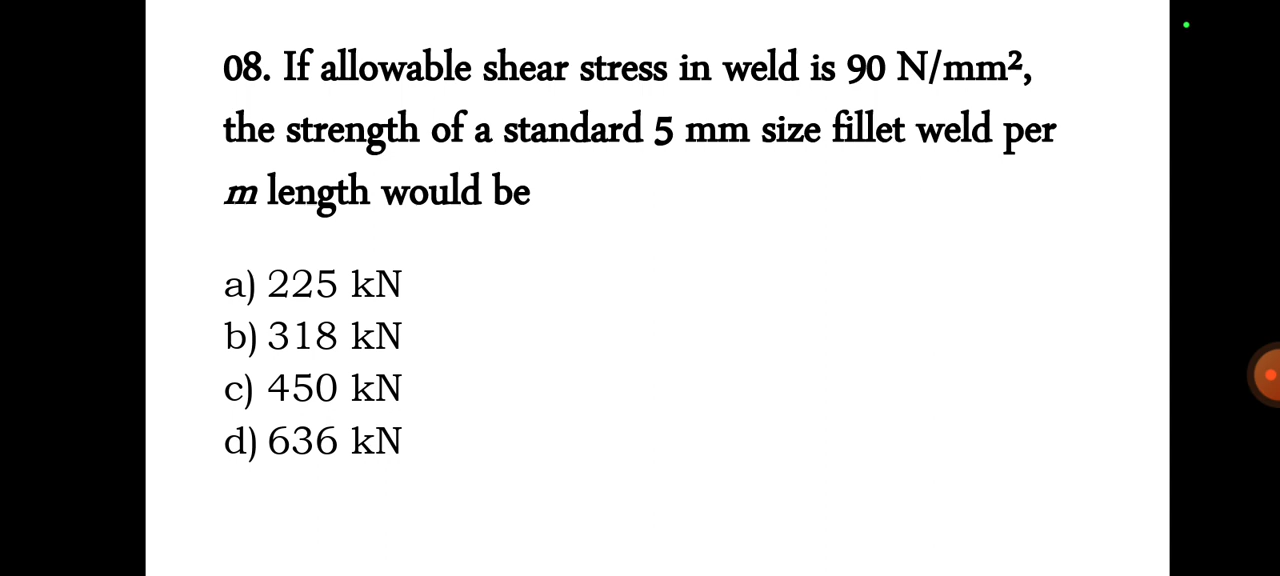 08. If allowable shear stress in weld is 90 N/mm²,
the strength of a standard 5 mm size fillet weld per
m length would be
a) 225 kN
b) 318 kN
c) 450 kN
d) 636 kN